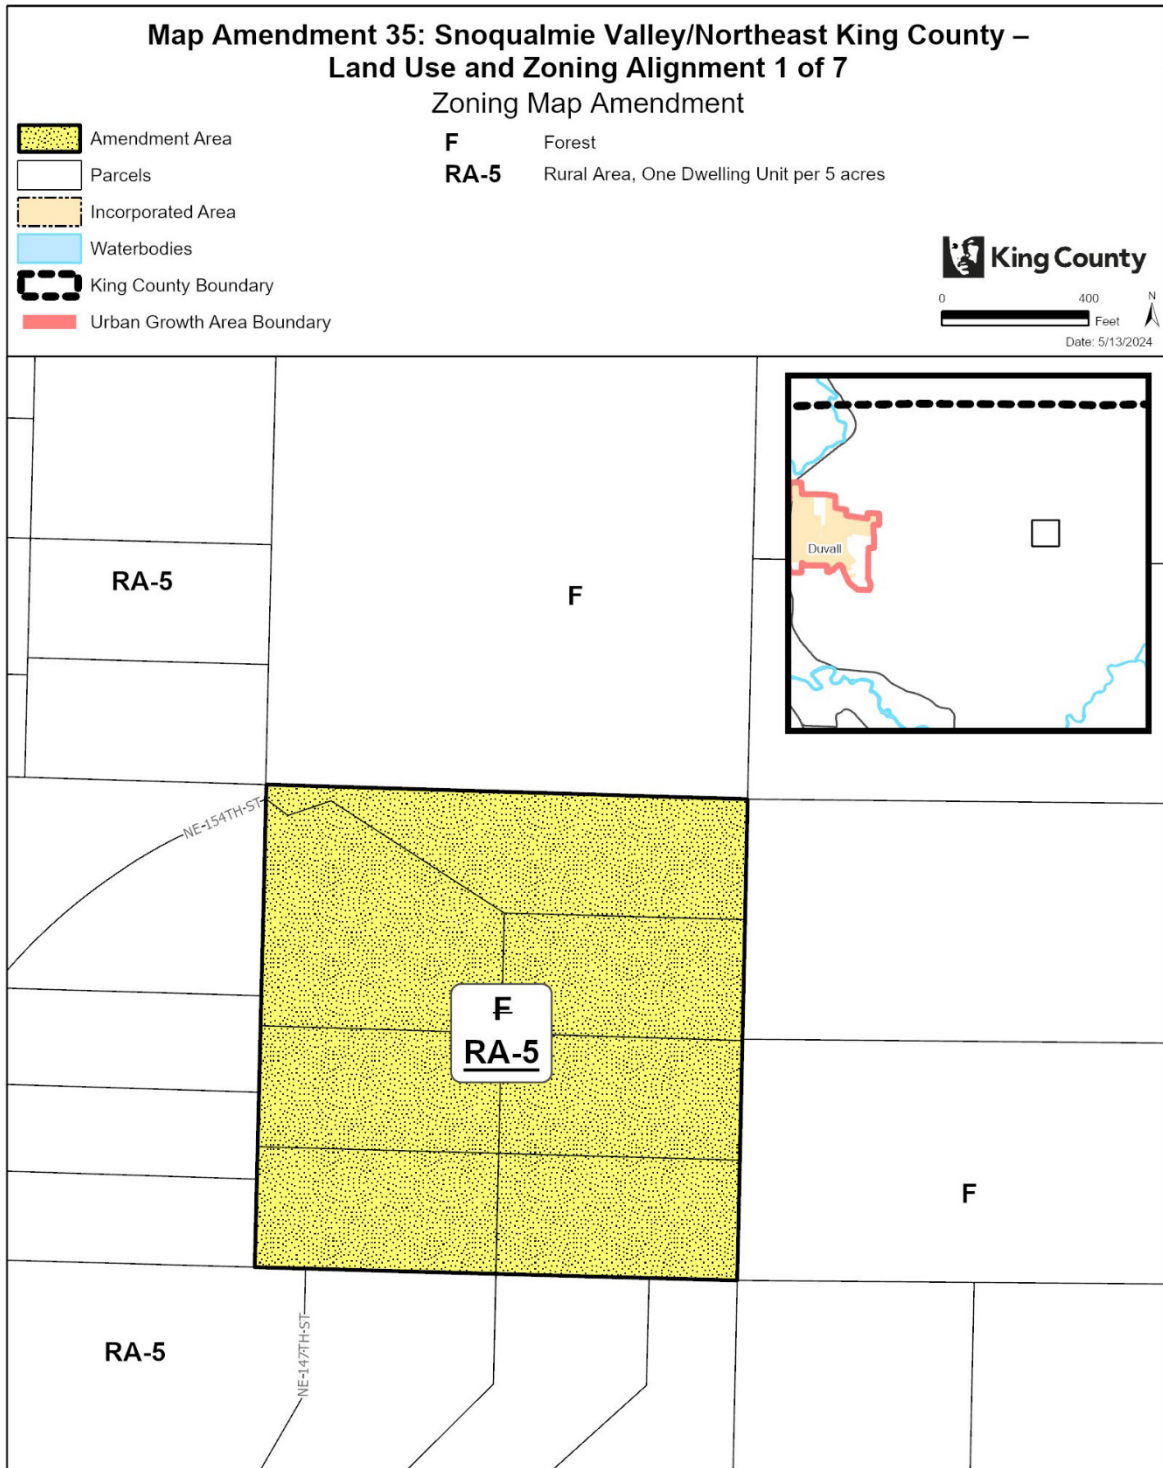 Map Amendment 35: Snoqualmie Valley/Northeast King County –
Land Use and Zoning Alignment 1 of 7
Zoning Map Amendment
Amendment Area
Parcels
Incorporated Area
Waterbodies
King County Boundary
Urban Growth Area Boundary
F Forest
RA-5 Rural Area, One Dwelling Unit per 5 acres
King County
0 400
Feet
N
Date: 5/13/2024
Duvall
RA-5
F
NE-154TH-ST
F
RA-5
F
RA-5
NE-147TH-ST